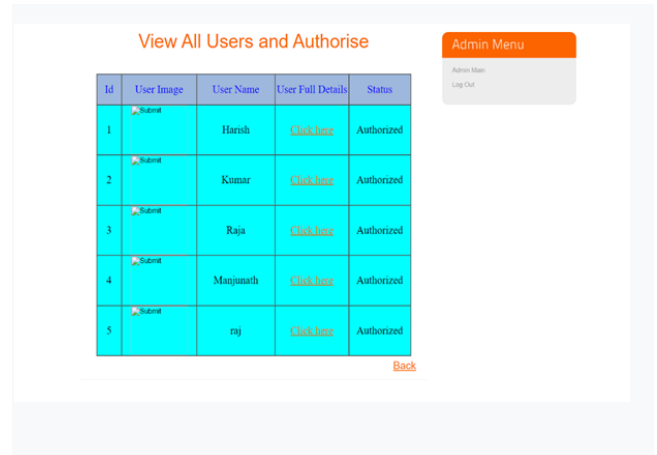 View All Users and Authorise
Id User Image User Name User Full Details Status
Submit
1 Harish Click here Authorized
Submit
2 Kumar Click here Authorized
Submit
3 Raja Click here Authorized
Submit
4 Manjunath Click here Authorized
Submit
5 raj Click here Authorized
Back
Admin Menu
Admin Main
Log Out